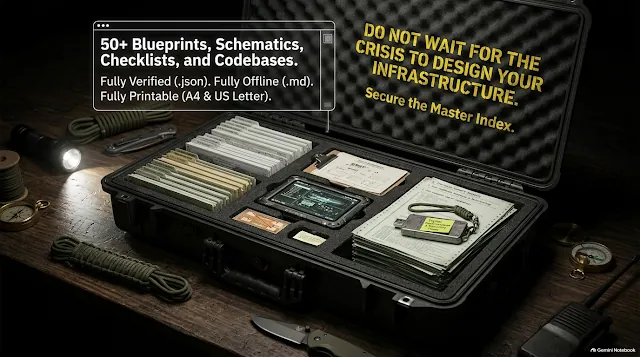 50+ Blueprints, Schematics,
Checklists, and Codebases.
Fully Verified (.json). Fully Offline (.md).
Fully Printable (A4 & US Letter).
DO NOT WAIT FOR THE
CRISIS TO DESIGN YOUR
INFRASTRUCTURE.
Secure the Master Index.
Gemini Notebook